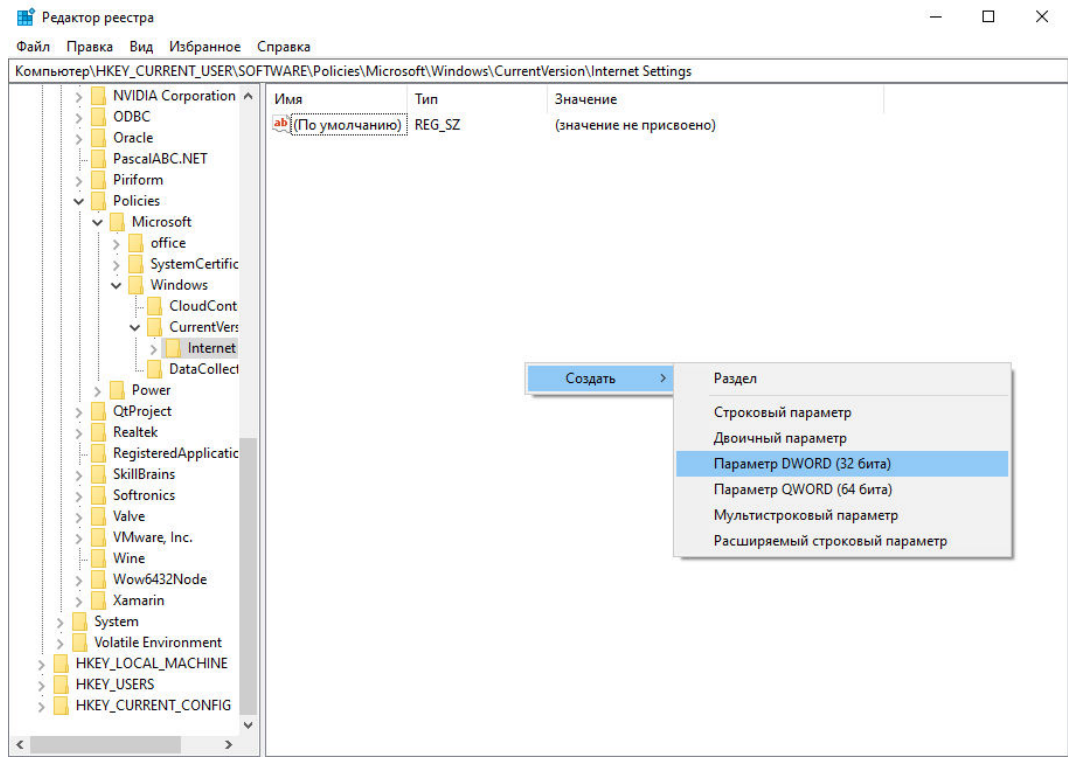 Редактор реестра
Файл Правка Вид Избранное Справка
Компьютер\HKEY_CURRENT_USER\SOFTWARE\Policies\Microsoft\Windows\CurrentVersion\Internet Settings
NVIDIA Corporation
ODBC
Oracle
PascalABC.NET
Piriform
Policies
Microsoft
office
SystemCertific
Windows
CloudCont
CurrentVers
Internet
DataCollect
Power
QtProject
Realtek
RegisteredApplicatic
SkillBrains
Softronics
Valve
VMware, Inc.
Wine
Wow6432Node
Xamarin
System
Volatile Environment
HKEY_LOCAL_MACHINE
HKEY_USERS
HKEY_CURRENT_CONFIG
Имя Тип Значение
ab (По умолчанию) REG_SZ (значение не присвоено)
Создать
Раздел
Строковый параметр
Двоичный параметр
Параметр DWORD (32 бита)
Параметр QWORD (64 бита)
Мультистроковый параметр
Расширяемый строковый параметр